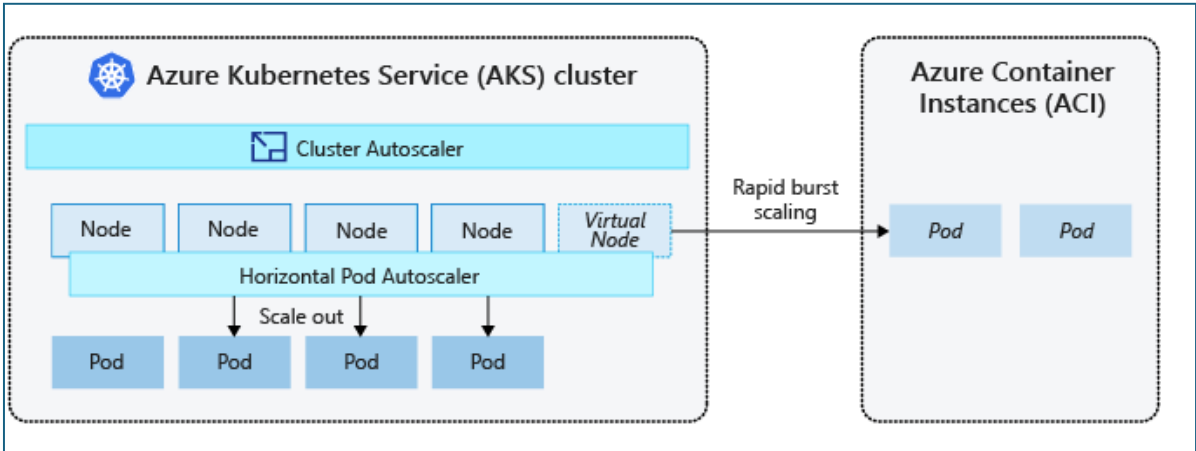 Azure Kubernetes Service (AKS) cluster
Azure Container
Instances (ACI)
Cluster Autoscaler
Rapid burst
scaling
Node
Node
Node
Node
Virtual
Node
Pod
Pod
Horizontal Pod Autoscaler
Scale out
Pod
Pod
Pod
Pod